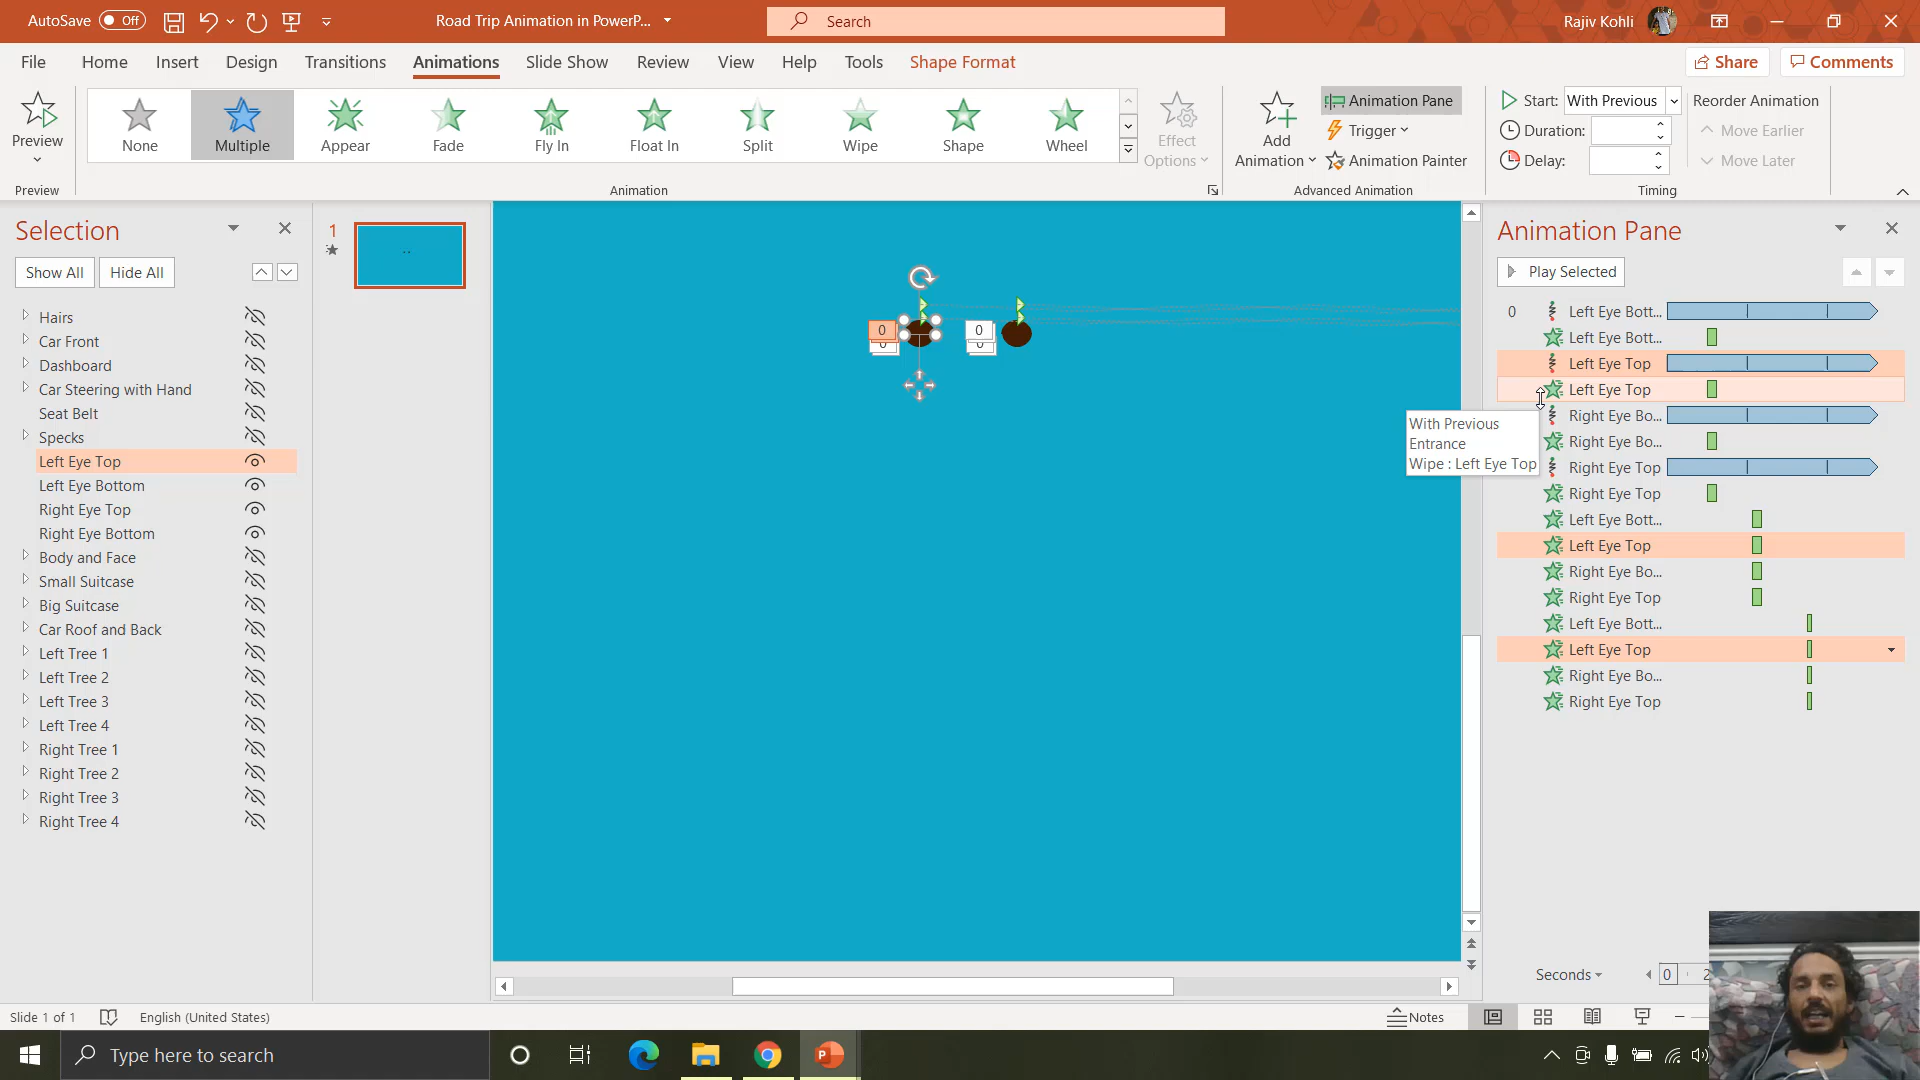 AutoSave Off
Road Trip Animation in PowerP...
Search
Rajiv Kohli
File Home Insert Design Transitions Animations Slide Show Review View Help Tools Shape Format
Share Comments
Preview
None Multiple Appear Fade Fly In Float In Split Wipe Shape Wheel
Effect Options
Add Animation
Animation Pane
Trigger
Animation Painter
Start: With Previous
Duration:
Delay:
Reorder Animation
Move Earlier
Move Later
Preview Animation Advanced Animation Timing
Selection
Show All Hide All
Hairs
Car Front
Dashboard
Car Steering with Hand
Seat Belt
Specks
Left Eye Top
Left Eye Bottom
Right Eye Top
Right Eye Bottom
Body and Face
Small Suitcase
Big Suitcase
Car Roof and Back
Left Tree 1
Left Tree 2
Left Tree 3
Left Tree 4
Right Tree 1
Right Tree 2
Right Tree 3
Right Tree 4
1
0 0
0 0
Animation Pane
Play Selected
0 Left Eye Bott...
Left Eye Bott...
Left Eye Top
Left Eye Top
Right Eye Bo...
Right Eye Bo...
Right Eye Top
Right Eye Top
Left Eye Bott...
Left Eye Top
Right Eye Bo...
Right Eye Top
Left Eye Bott...
Left Eye Top
Right Eye Bo...
Right Eye Top
With Previous
Entrance
Wipe : Left Eye Top
Seconds 0 2
Slide 1 of 1 English (United States) Notes
Type here to search